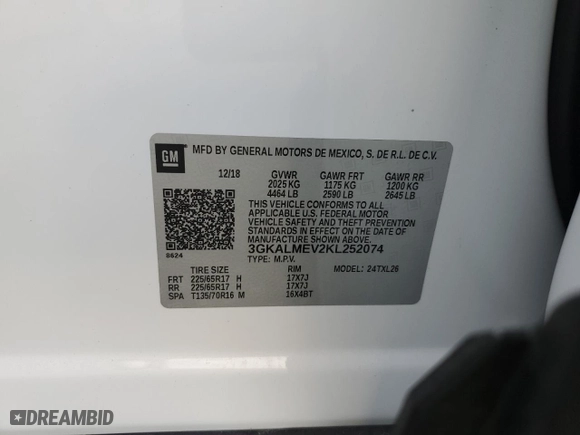 GM
MFD BY GENERAL MOTORS DE MEXICO, S. DE R.L. DE C.V.
12/18 GVWR GAWR FRT GAWR RR
2025 KG 1175 KG 1200 KG
4464 LB 2590 LB 2645 LB
THIS VEHICLE CONFORMS TO ALL
APPLICABLE U.S. FEDERAL MOTOR
VEHICLE SAFETY AND THEFT PREVENTION
STANDARDS IN EFFECT ON THE DATE OF
MANUFACTURE SHOWN ABOVE.
8624 3GKALMEV2KL252074
TYPE: M.P.V. MODEL: 24TXL26
TIRE SIZE RIM
FRT 225/65R17 H 17X7J
RR 225/65R17 H 17X7J
SPA T135/70R16 M 16X4BT
DREAMBID